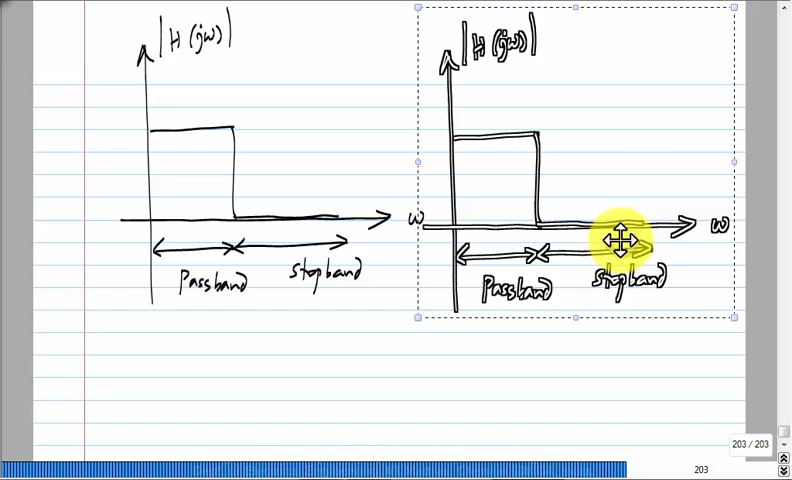 |H(jω)|
ω
Passband
stopband
|H(jω)|
ω
Passband
stopband
203 / 203
203